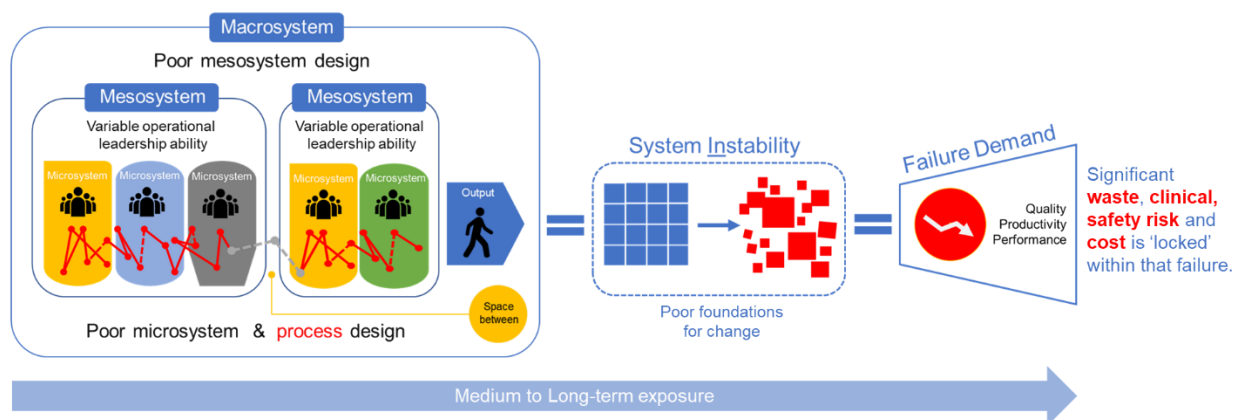 Macrosystem
Poor mesosystem design
Mesosystem
Variable operational
leadership ability
Microsystem
Microsystem
Microsystem
Mesosystem
Variable operational
leadership ability
Microsystem
Microsystem
Output
Space
between
Poor microsystem & process design
System Instability
Poor foundations
for change
Failure Demand
Quality
Productivity
Performance
Significant
waste, clinical,
safety risk and
cost is ‘locked’
within that failure.
Medium to Long-term exposure